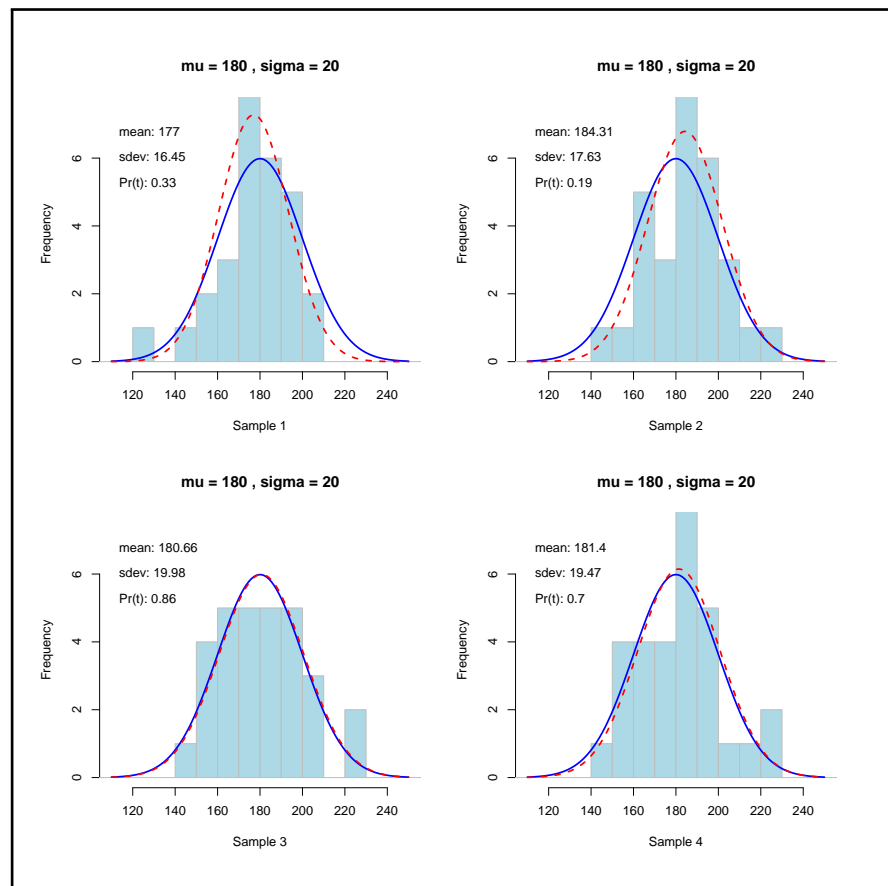 mu = 180 , sigma = 20
mean: 177
sdev: 16.45
Pr(t): 0.33
Frequency
0
2
4
6
120 140 160 180 200 220 240
Sample 1
mu = 180 , sigma = 20
mean: 184.31
sdev: 17.63
Pr(t): 0.19
Frequency
0
2
4
6
120 140 160 180 200 220 240
Sample 2
mu = 180 , sigma = 20
mean: 180.66
sdev: 19.98
Pr(t): 0.86
Frequency
0
2
4
6
120 140 160 180 200 220 240
Sample 3
mu = 180 , sigma = 20
mean: 181.4
sdev: 19.47
Pr(t): 0.7
Frequency
0
2
4
6
120 140 160 180 200 220 240
Sample 4